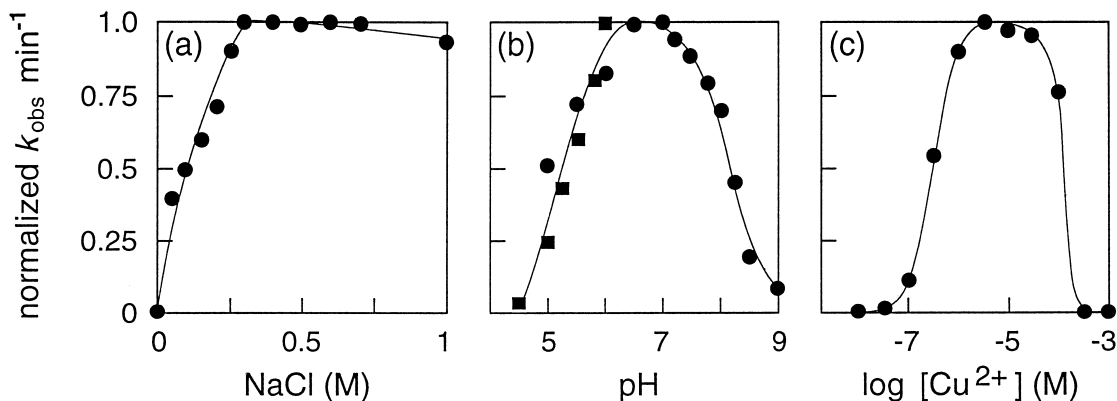 normalized k_obs min⁻¹
1.0
0.75
0.5
0.25
0
(a)
0 0.5 1
NaCl (M)
(b)
5 7 9
pH
(c)
-7 -5 -3
log [Cu²⁺] (M)